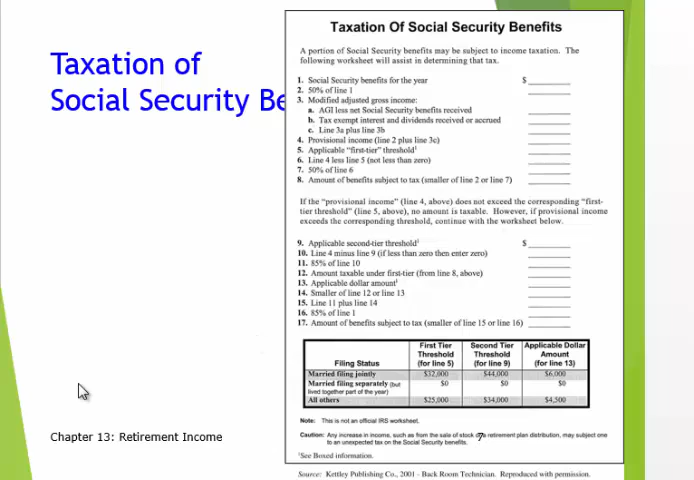 Taxation of
Social Security Be
Taxation Of Social Security Benefits
A portion of Social Security benefits may be subject to income taxation. The
following worksheet will assist in determining that tax.
1. Social Security benefits for the year $
2. 50% of line 1
3. Modified adjusted gross income:
a. AGI less net Social Security benefits received
b. Tax exempt interest and dividends received or accrued
c. Line 3a plus line 3b
4. Provisional income (line 2 plus line 3c)
5. Applicable "first-tier" threshold¹
6. Line 4 less line 5 (not less than zero)
7. 50% of line 6
8. Amount of benefits subject to tax (smaller of line 2 or line 7)
If the "provisional income" (line 4, above) does not exceed the corresponding "first-
tier threshold" (line 5, above), no amount is taxable. However, if provisional income
exceeds the corresponding threshold, continue with the worksheet below.
9. Applicable second-tier threshold¹ $
10. Line 4 minus line 9 (if less than zero then enter zero)
11. 85% of line 10
12. Amount taxable under first-tier (from line 8, above)
13. Applicable dollar amount¹
14. Smaller of line 12 or line 13
15. Line 11 plus line 14
16. 85% of line 1
17. Amount of benefits subject to tax (smaller of line 15 or line 16)
First Tier Second Tier Applicable Dollar
Threshold Threshold Amount
Filing Status (for line 5) (for line 9) (for line 13)
Married filing jointly $32,000 $44,000 $6,000
Married filing separately (but $0 $0 $0
lived together part of the year)
All others $25,000 $34,000 $4,500
Note: This is not an official IRS worksheet.
Caution: Any increase in income, such as from the sale of stock retirement plan distribution, may subject one
to an unexpected tax on the Social Security benefits.
¹See Boxed information.
Chapter 13: Retirement Income
7
Source: Kettley Publishing Co., 2001 - Back Room Technician. Reproduced with permission.